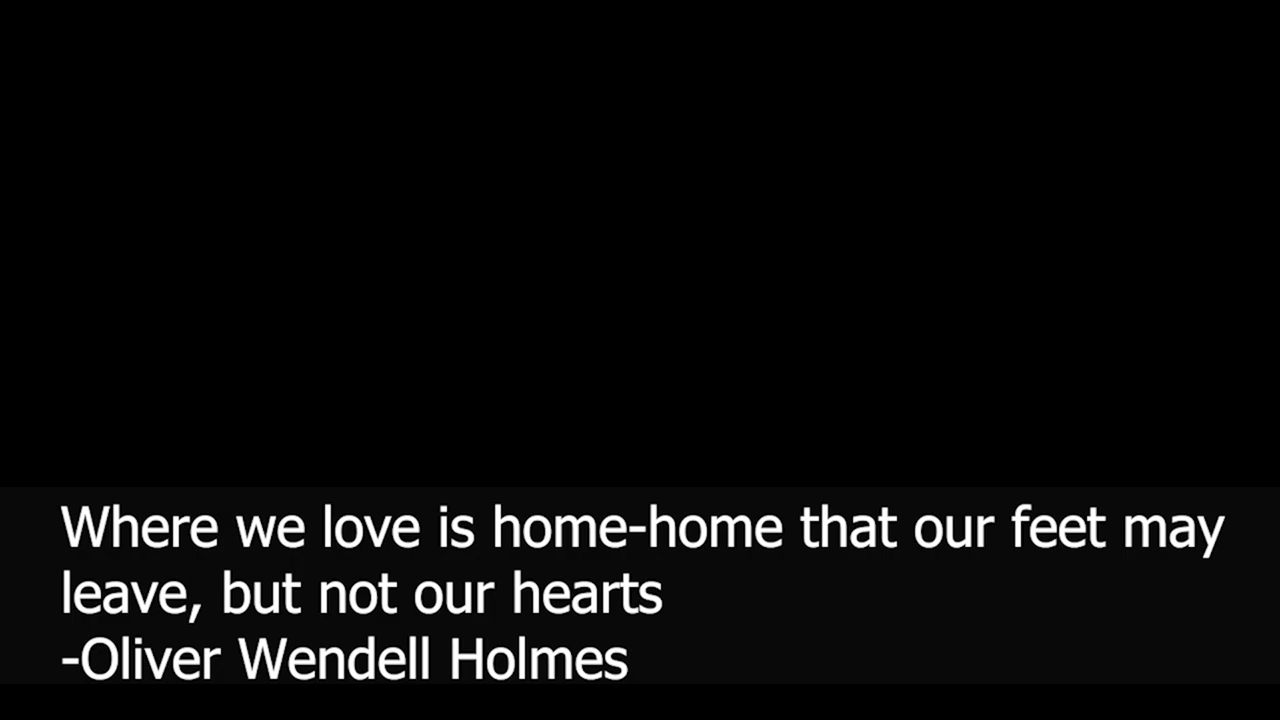 Where we love is home-home that our feet may
leave, but not our hearts
-Oliver Wendell Holmes